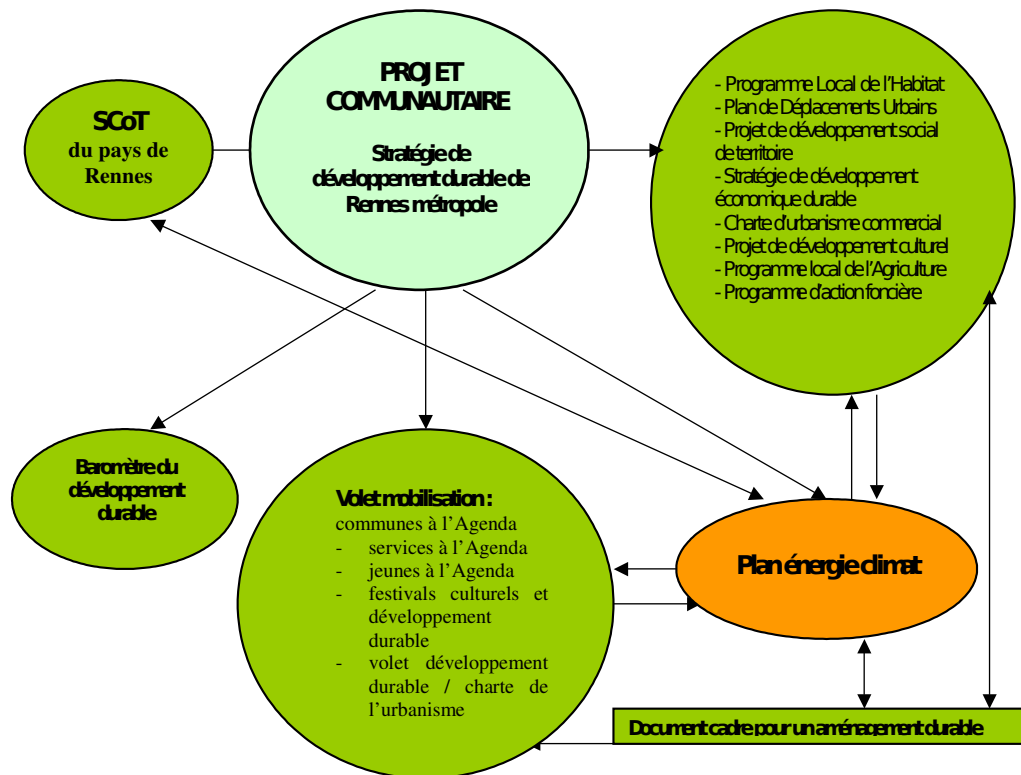 PROJET
COMMUNAUTAIRE
Stratégie de
développement durable de
Rennes métropole
SCoT
du pays de
Rennes
- Programme Local de l'Habitat
- Plan de Déplacements Urbains
- Projet de développement social
de territoire
- Stratégie de développement
économique durable
- Charte d'urbanisme commercial
- Projet de développement culturel
- Programme local de l'Agriculture
- Programme d'action foncière
Baromètre du
développement
durable
Volet mobilisation :
communes à l'Agenda
- services à l'Agenda
- jeunes à l'Agenda
- festivals culturels et
développement
durable
- volet développement
durable / charte de
l'urbanisme
Plan énergie climat
Document cadre pour un aménagement durable